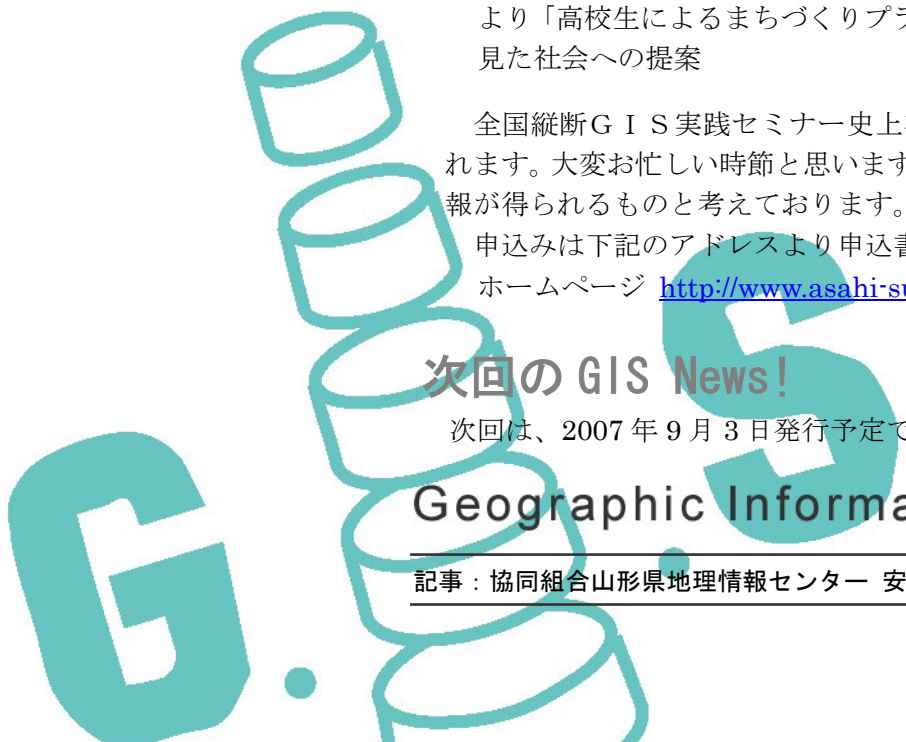 より「高校生によるまちづくりプラ
見た社会への提案
全国縦断ＧＩＳ実践セミナー史上
れます。大変お忙しい時節と思います
報が得られるものと考えております。
申込みは下記のアドレスより申込書
ホームページ http://www.asahi-su
次回の GIS News!
次回は、2007 年 9 月 3 日発行予定で
Geographic Informa
記事：協同組合山形県地理情報センター 安
G. S